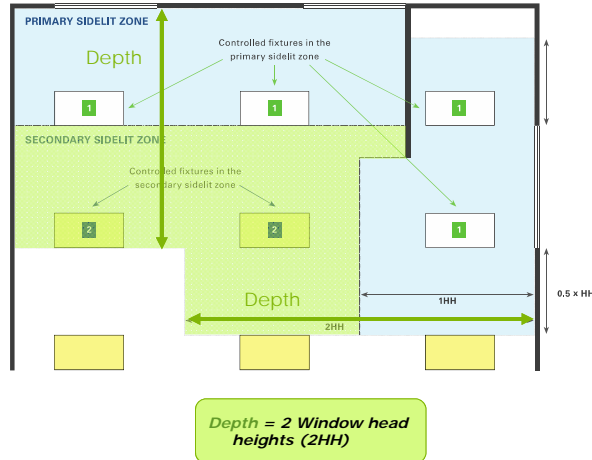 PRIMARY SIDELIT ZONE
Depth
Controlled fixtures in the
primary sidelit zone
1
1
1
SECONDARY SIDELIT ZONE
Controlled fixtures in the
secondary sidelit zone
2
2
1
1HH
0.5 × HH
Depth
2HH
Depth = 2 Window head
heights (2HH)